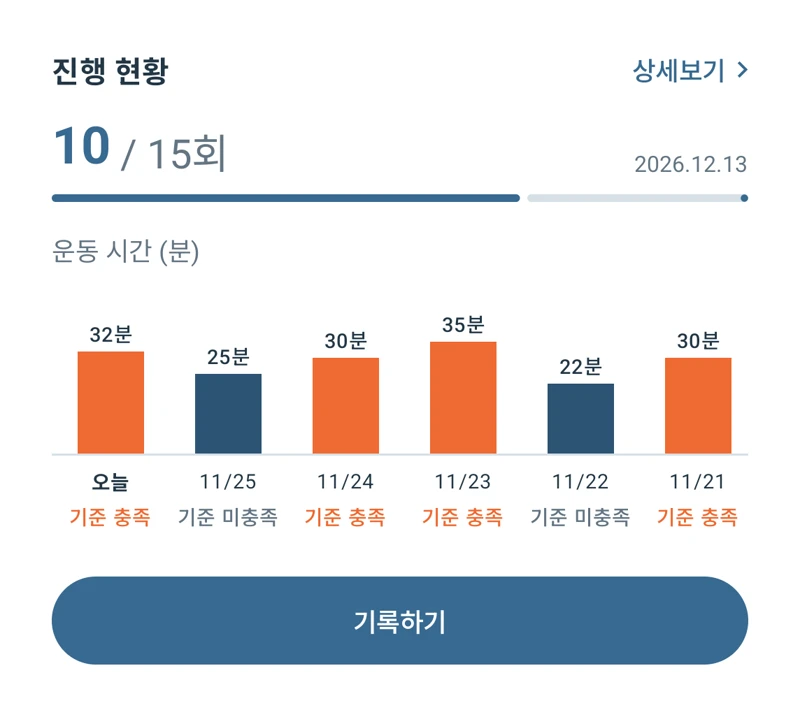 진행 현황
상세보기 >
10 / 15회
2026.12.13
운동 시간 (분)
32분 25분 30분 35분 22분 30분
오늘 11/25 11/24 11/23 11/22 11/21
기준 충족 기준 미충족 기준 충족 기준 충족 기준 미충족 기준 충족
기록하기